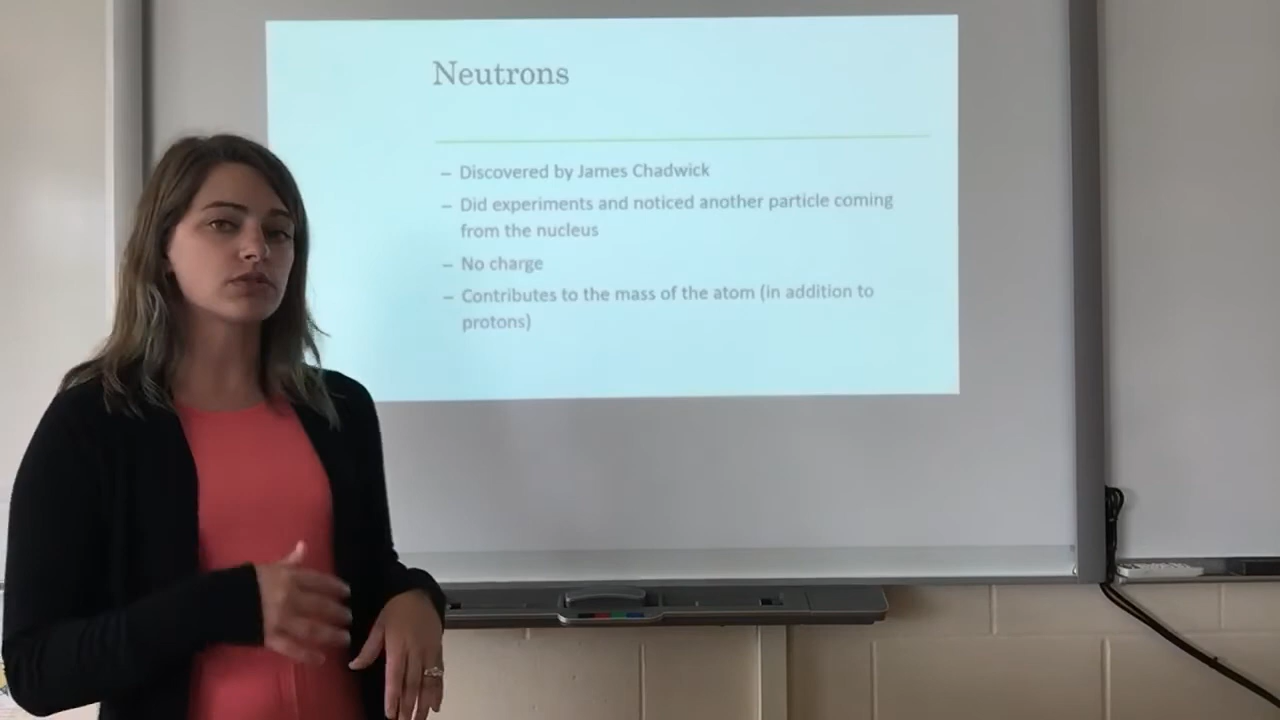 Neutrons
– Discovered by James Chadwick
– Did experiments and noticed another particle coming
from the nucleus
– No charge
– Contributes to the mass of the atom (in addition to
protons)